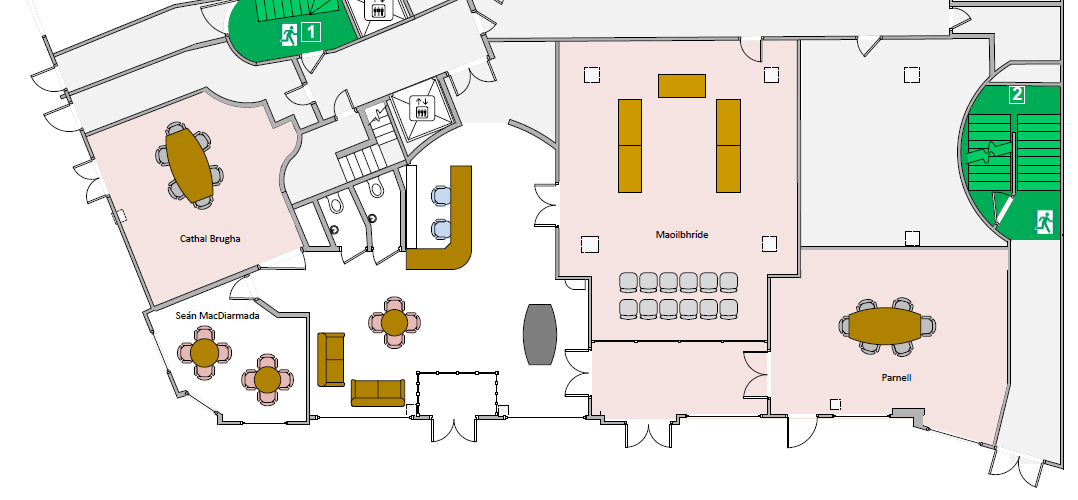 1
2
Cathal Brugha
Maoilbhríde
Seán MacDiarmada
Parnell